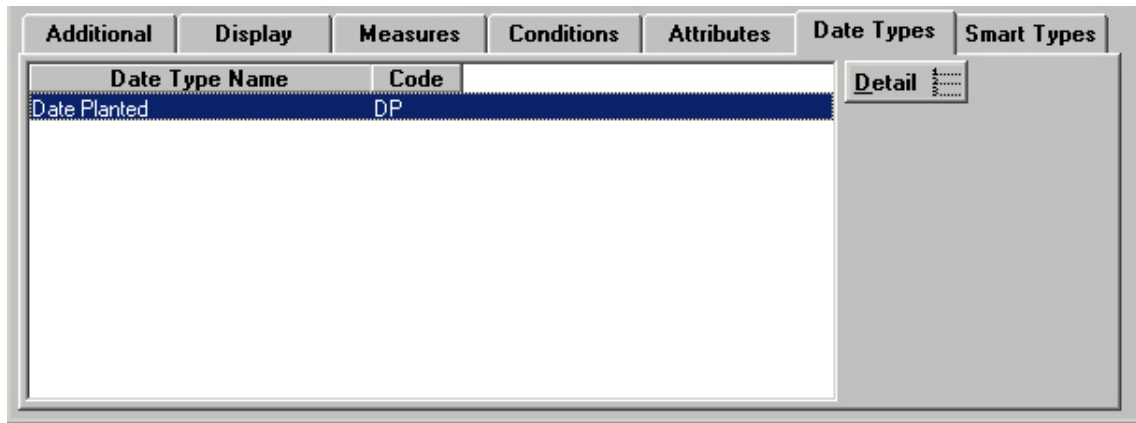 Additional Display Measures Conditions Attributes Date Types Smart Types
Date Type Name Code
Detail
Date Planted DP